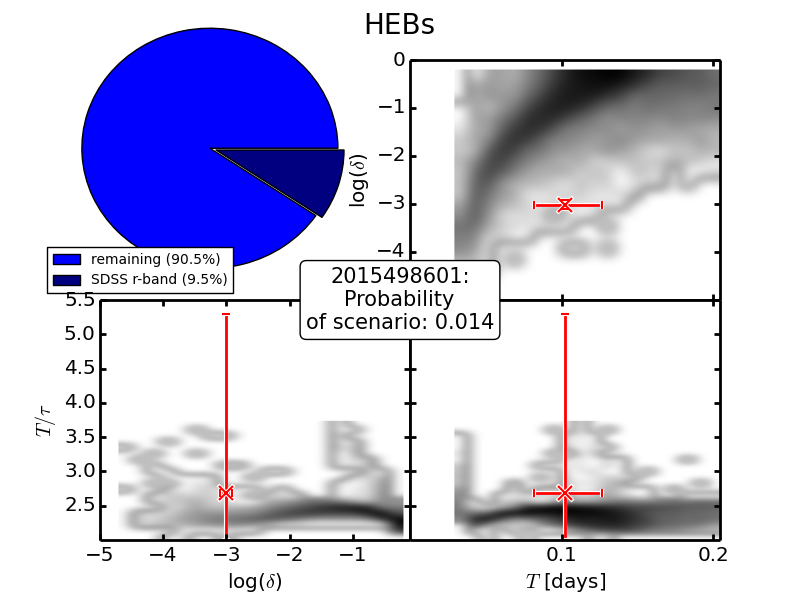 HEBs
remaining (90.5%)
SDSS r-band (9.5%)
log(δ)
0
−1
−2
−3
−4
2015498601:
Probability
of scenario: 0.014
T/τ
5.5
5.0
4.5
4.0
3.5
3.0
2.5
−5 −4 −3 −2 −1
log(δ)
0.1 0.2
T [days]